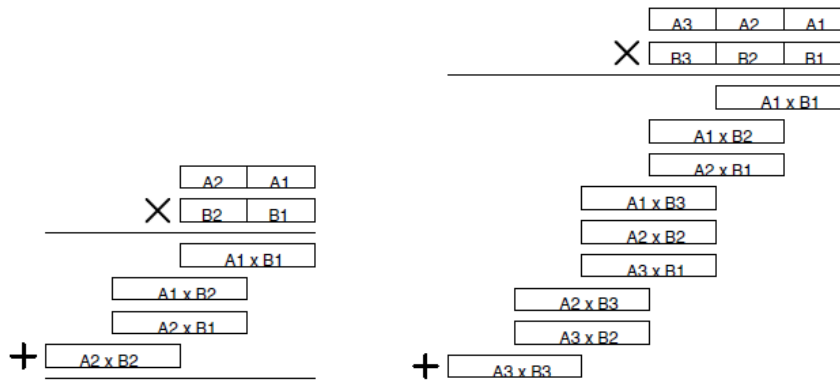 A2 A1
× B2 B1
A1 x B1
A1 x B2
A2 x B1
+ A2 x B2
A3 A2 A1
× B3 B2 B1
A1 x B1
A1 x B2
A2 x B1
A1 x B3
A2 x B2
A3 x B1
A2 x B3
A3 x B2
+ A3 x B3